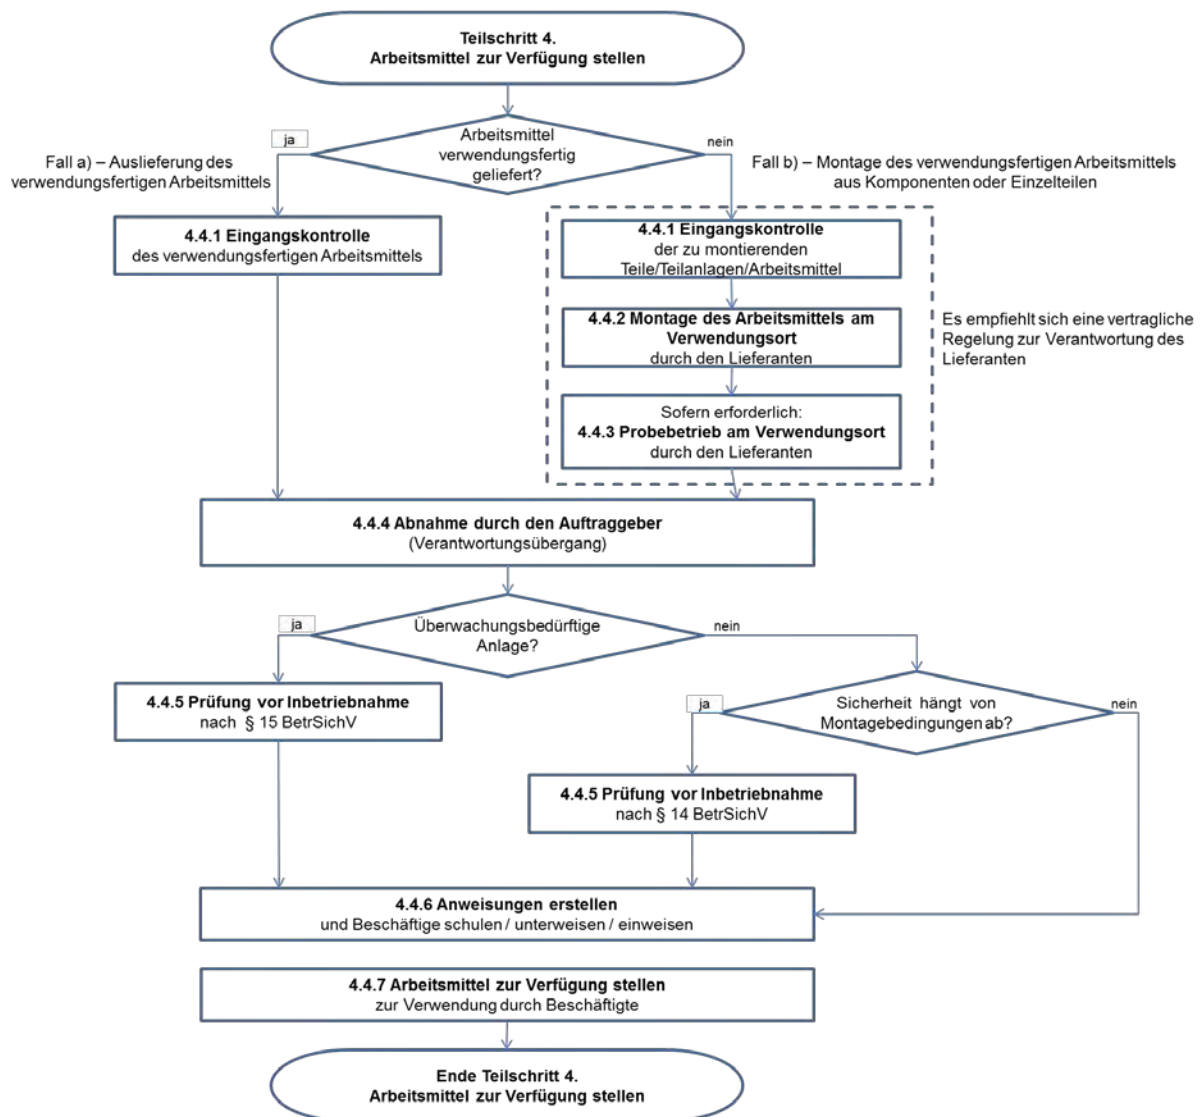 Teilschritt 4.
Arbeitsmittel zur Verfügung stellen
ja
Arbeitsmittel
verwendungsfertig
geliefert?
nein
Fall a) – Auslieferung des
verwendungsfertigen Arbeitsmittels
Fall b) – Montage des verwendungsfertigen Arbeitsmittels
aus Komponenten oder Einzelteilen
4.4.1 Eingangskontrolle
des verwendungsfertigen Arbeitsmittels
4.4.1 Eingangskontrolle
der zu montierenden
Teile/Teilanlagen/Arbeitsmittel
4.4.2 Montage des Arbeitsmittels am
Verwendungsort
durch den Lieferanten
Es empfiehlt sich eine vertragliche
Regelung zur Verantwortung des
Lieferanten
Sofern erforderlich:
4.4.3 Probebetrieb am Verwendungsort
durch den Lieferanten
4.4.4 Abnahme durch den Auftraggeber
(Verantwortungsübergang)
ja
Überwachungsbedürftige
Anlage?
nein
4.4.5 Prüfung vor Inbetriebnahme
nach § 15 BetrSichV
ja
Sicherheit hängt von
Montagebedingungen ab?
nein
4.4.5 Prüfung vor Inbetriebnahme
nach § 14 BetrSichV
4.4.6 Anweisungen erstellen
und Beschäftige schulen / unterweisen / einweisen
4.4.7 Arbeitsmittel zur Verfügung stellen
zur Verwendung durch Beschäftigte
Ende Teilschritt 4.
Arbeitsmittel zur Verfügung stellen